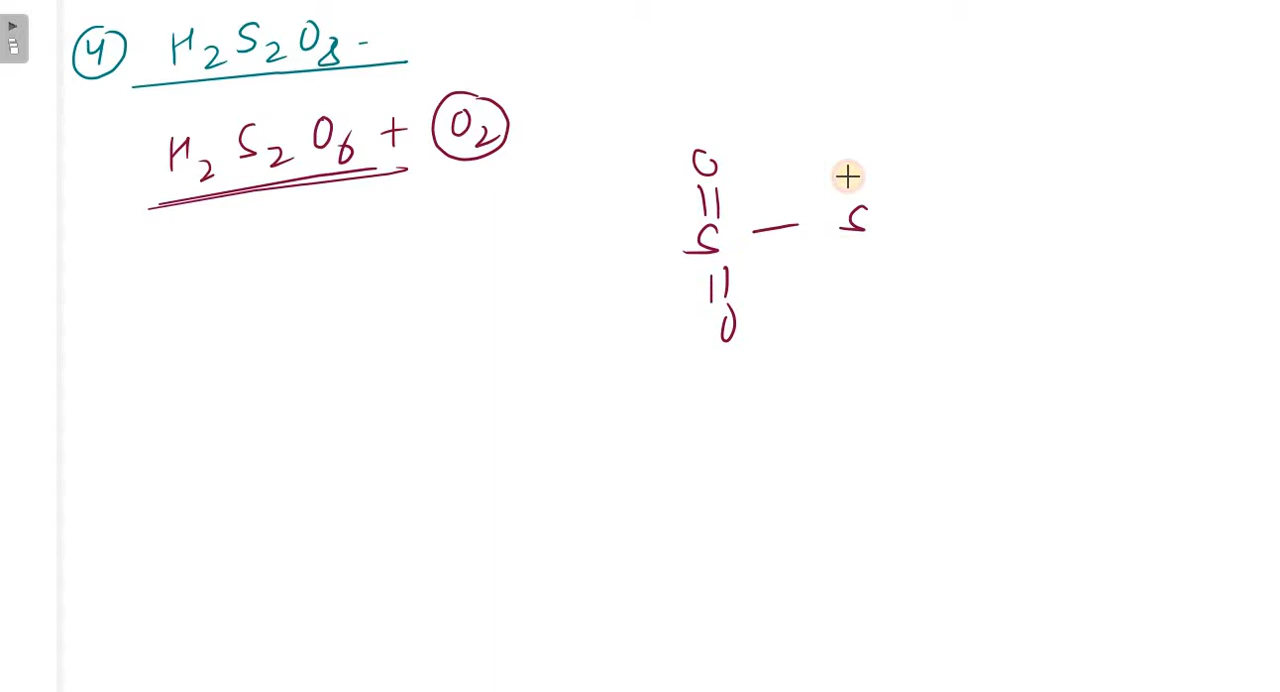 ④ H₂S₂O₈ -
H₂S₂O₆ + O₂
O
||
S — S
||
O